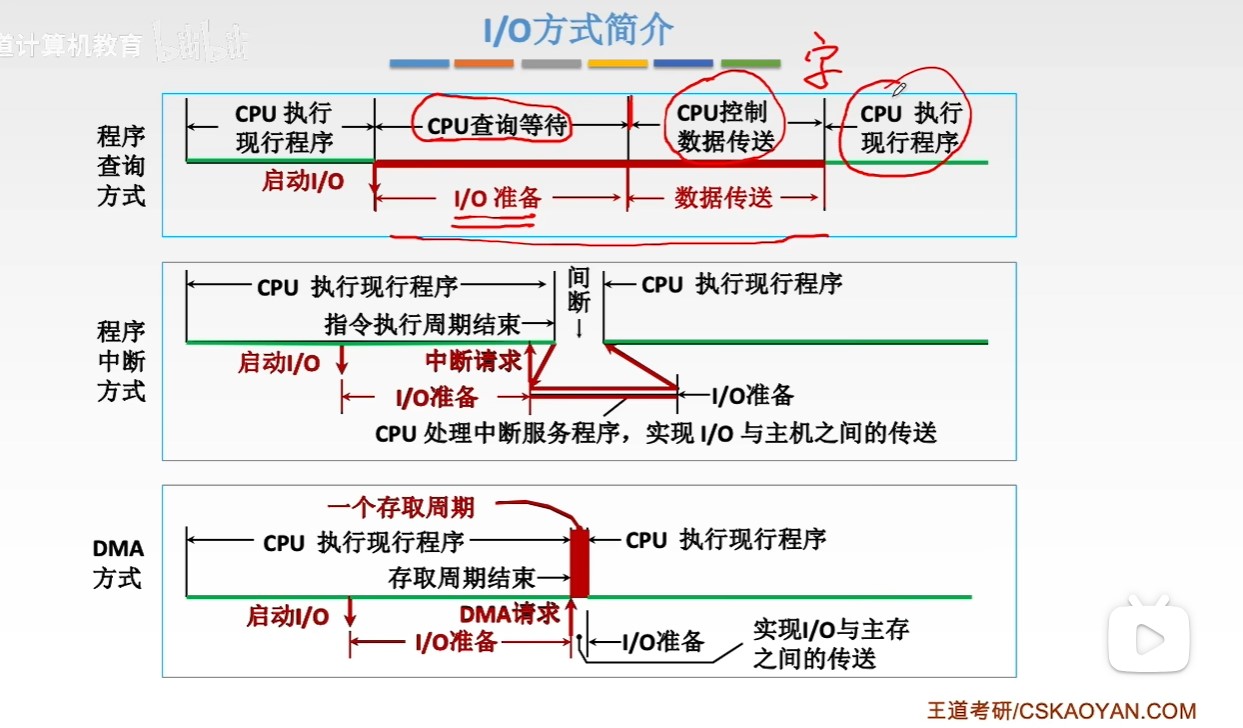 I/O方式简介
道计算机教育 bilibili
字
程序
查询
方式
CPU 执行
现行程序
CPU查询等待
CPU控制
数据传送
CPU 执行
现行程序
启动I/O
I/O 准备
数据传送
程序
中断
方式
CPU 执行现行程序
间
断
CPU 执行现行程序
指令执行周期结束
启动I/O
中断请求
I/O准备
I/O准备
CPU 处理中断服务程序，实现 I/O 与主机之间的传送
DMA
方式
一个存取周期
CPU 执行现行程序
CPU 执行现行程序
存取周期结束
启动I/O
DMA请求
I/O准备
I/O准备
实现I/O与主存
之间的传送
王道考研/CSKAOYAN.COM